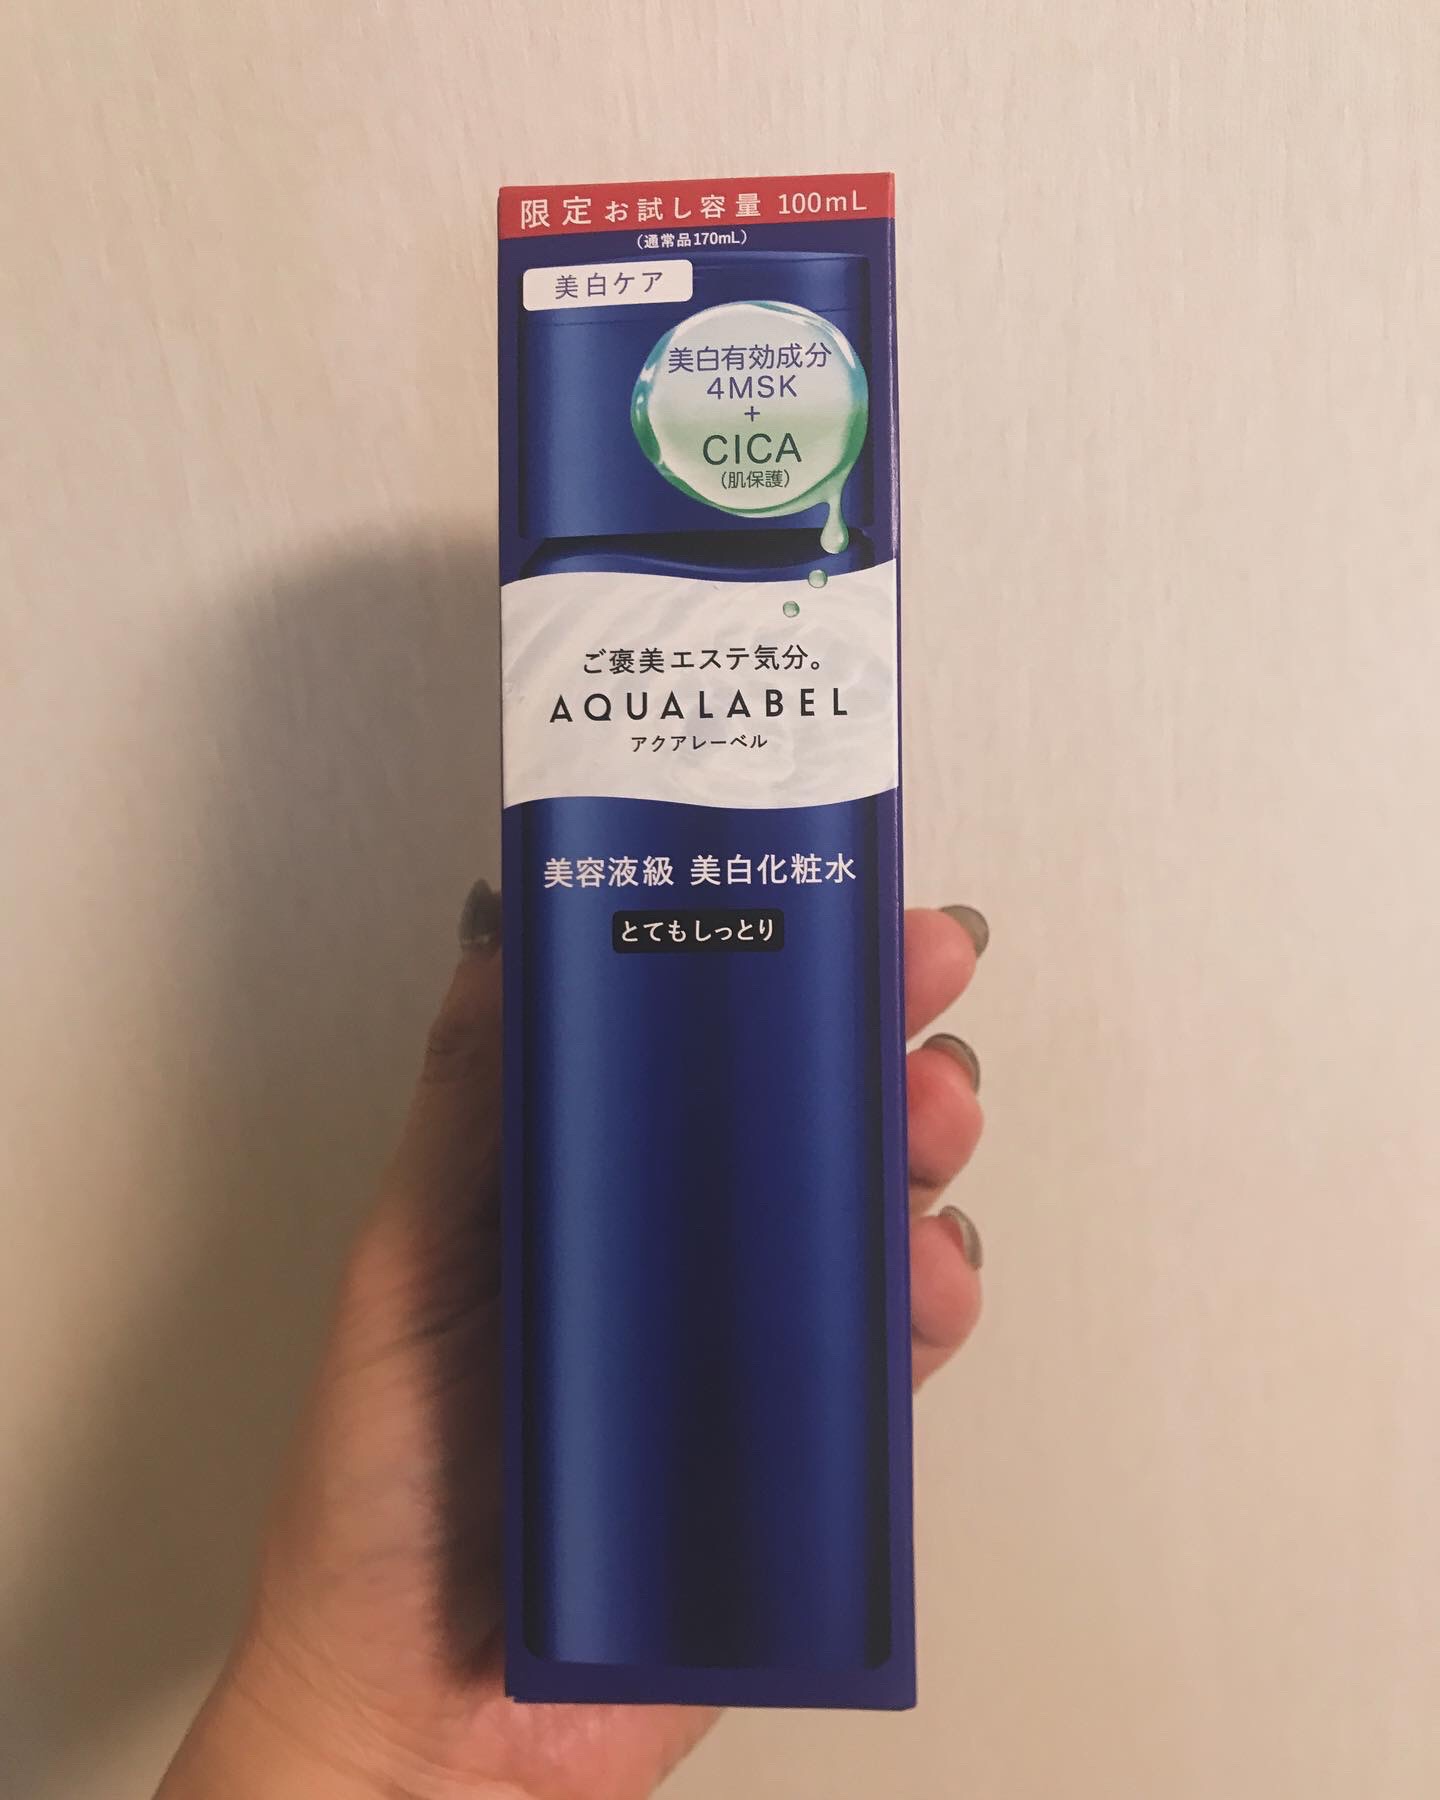 限定お試し容量 100mL
（通常品170mL）
美白ケア
美白有効成分
4MSK
+
CICA
（肌保護）
ご褒美エステ気分。
AQUALABEL
アクアレーベル
美容液級 美白化粧水
とてもしっとり